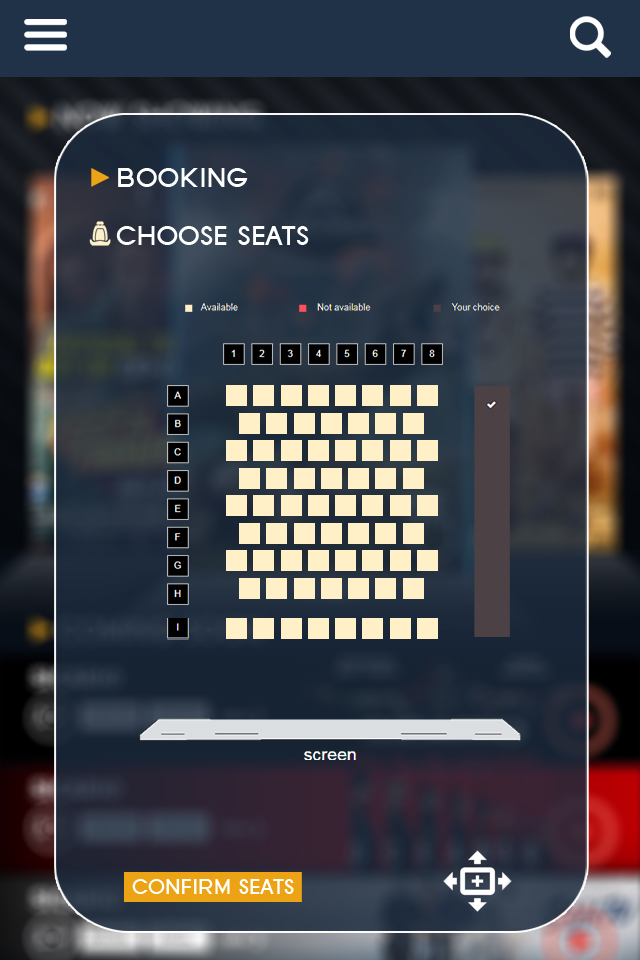 BOOKING
CHOOSE SEATS
Available Not available Your choice
1 2 3 4 5 6 7 8
A
B
C
D
E
F
G
H
I
screen
CONFIRM SEATS